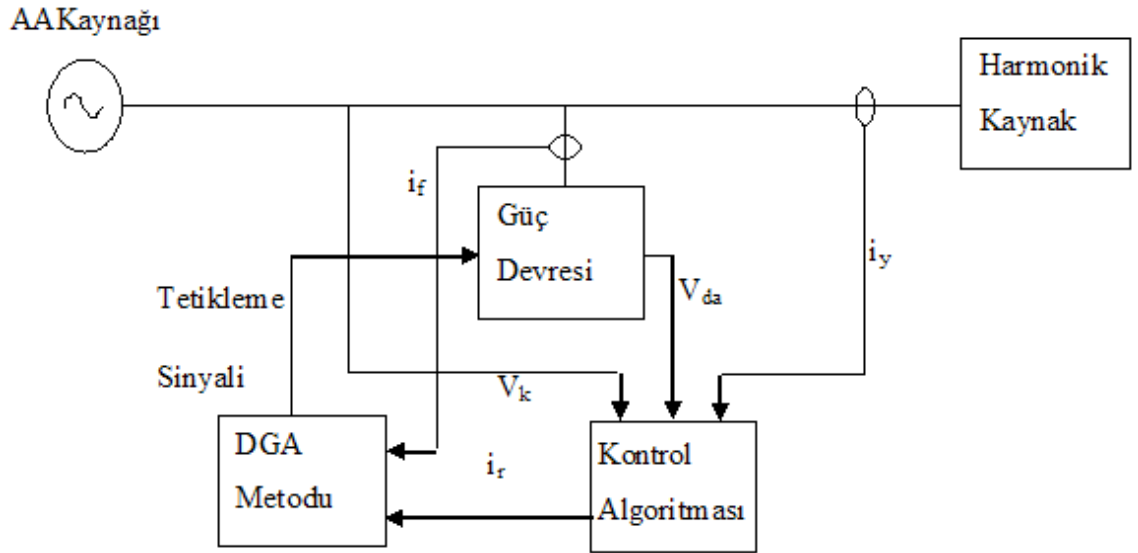 AAKaynağı
Harmonik
Kaynak
i_f
Güç
Devresi
i_y
V_da
Tetikleme
Sinyali
V_k
DGA
Metodu
i_r
Kontrol
Algoritması